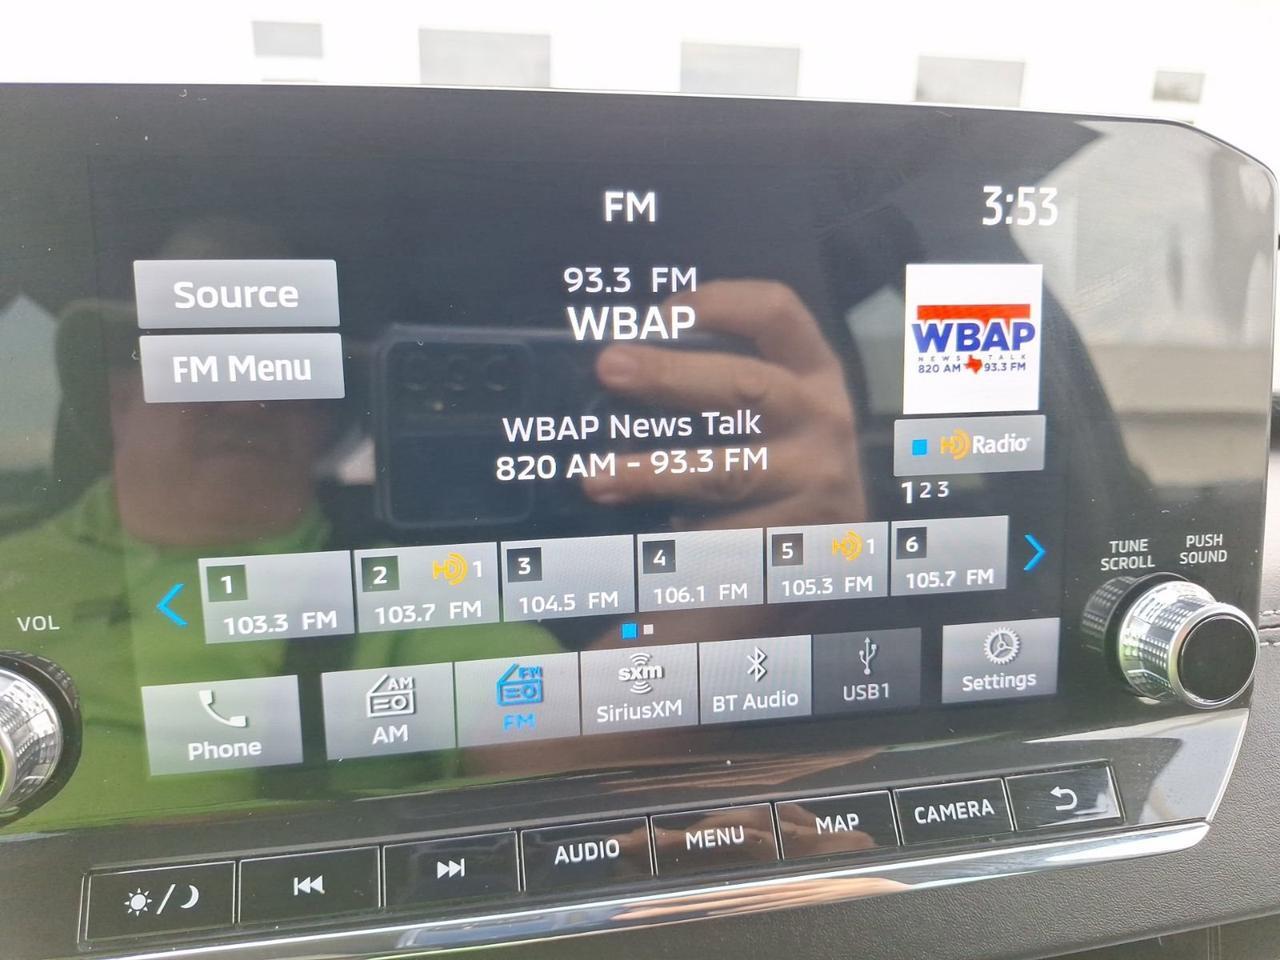 FM
3:53
Source
FM Menu
93.3 FM
WBAP
WBAP
NEWS TALK
820 AM 93.3 FM
WBAP News Talk
820 AM - 93.3 FM
HD Radio
1 2 3
1
103.3 FM
2 HD 1
103.7 FM
3
104.5 FM
4
106.1 FM
5 HD 1
105.3 FM
6
105.7 FM
TUNE
SCROLL
PUSH
SOUND
VOL
Phone
AM
AM
FM
FM
sxm
SiriusXM
BT Audio
USB1
Settings
AUDIO
MENU
MAP
CAMERA